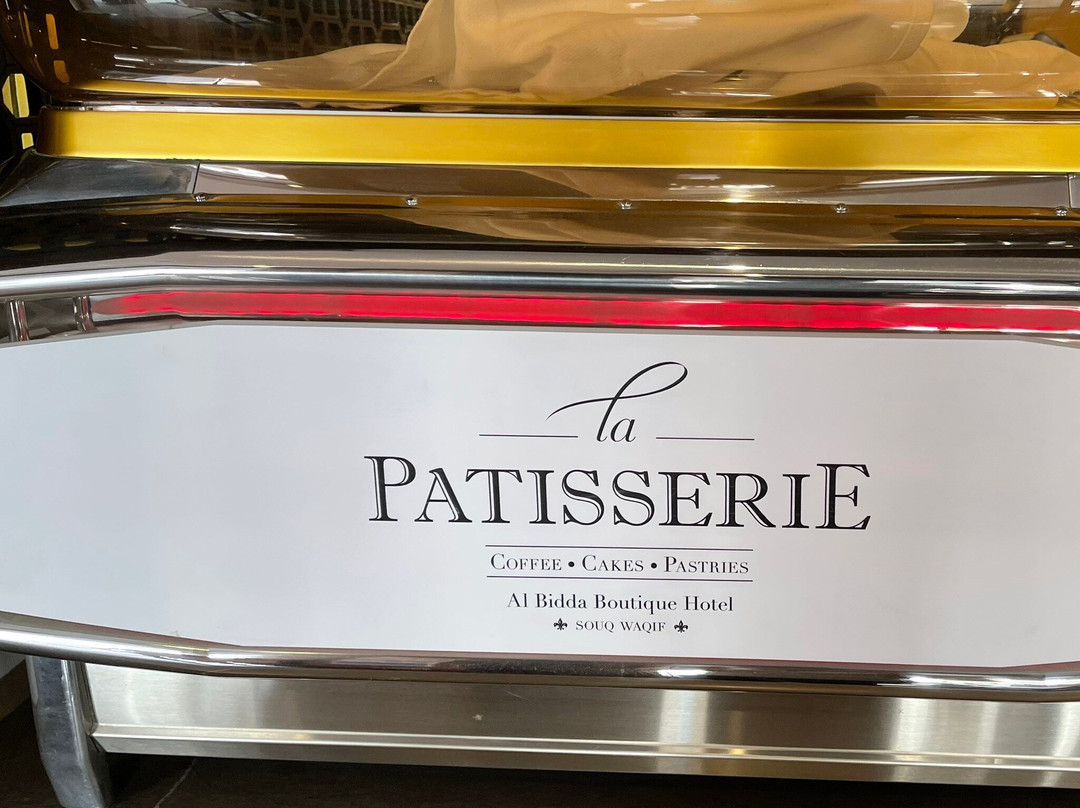 la
PATISSERIE
COFFEE • CAKES • PASTRIES
Al Bidda Boutique Hotel
SOUQ WAQIF